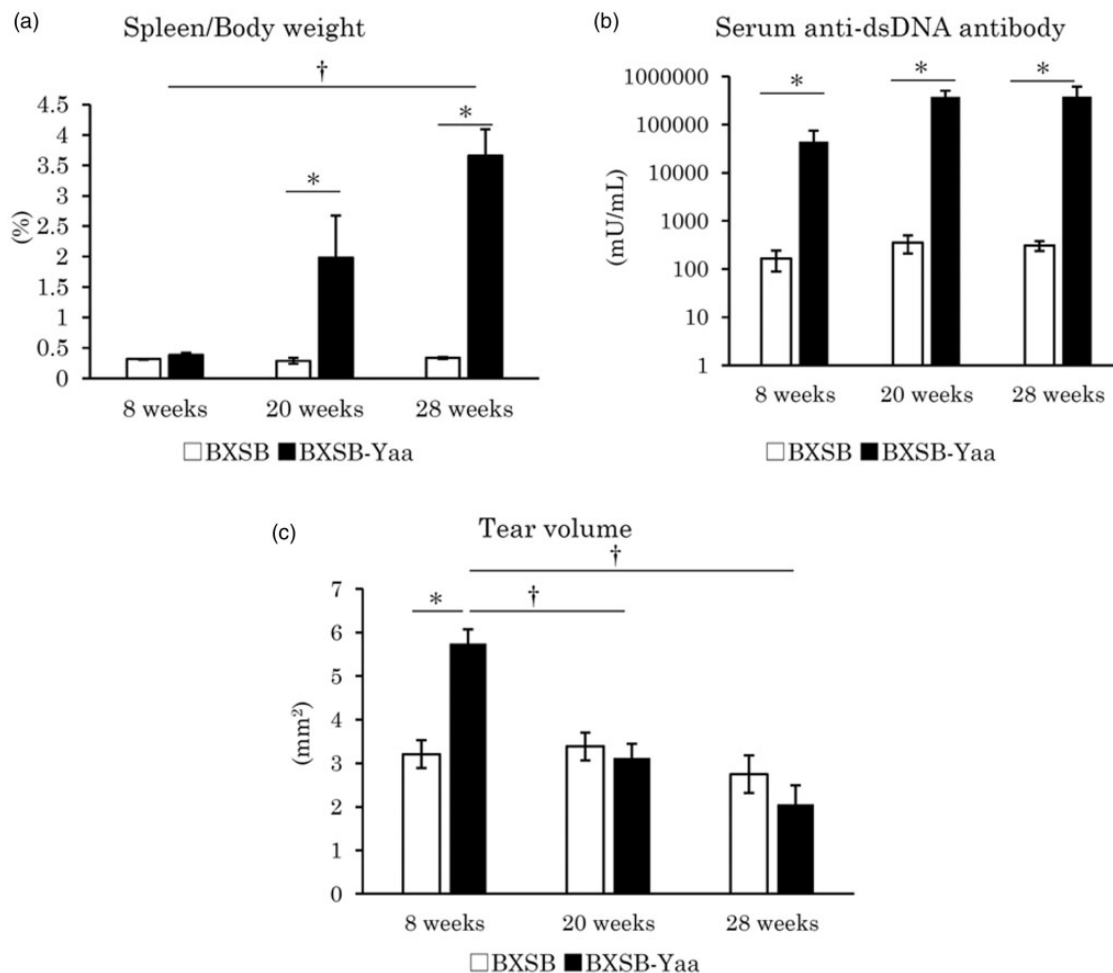 (a)
Spleen/Body weight
†
*
*
4.5
4
3.5
3
2.5
2
1.5
1
0.5
0
(%)
8 weeks 20 weeks 28 weeks
□BXSB ■BXSB-Yaa
(b)
Serum anti-dsDNA antibody
* * *
1000000
100000
10000
1000
100
10
1
(mU/mL)
8 weeks 20 weeks 28 weeks
□BXSB ■BXSB-Yaa
(c)
Tear volume
†
* †
7
6
5
4
3
2
1
0
(mm²)
8 weeks 20 weeks 28 weeks
□BXSB ■BXSB-Yaa